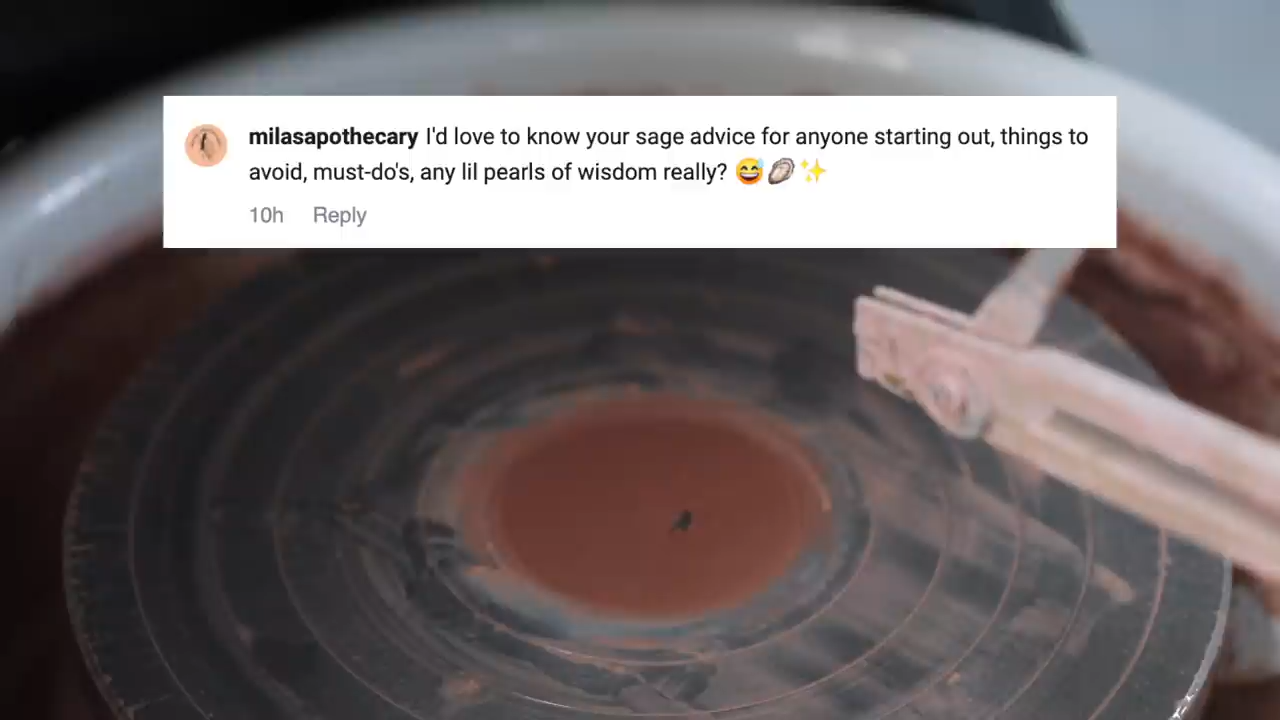 milasapothecary I'd love to know your sage advice for anyone starting out, things to
avoid, must-do's, any lil pearls of wisdom really? 😅🦪✨
10h Reply